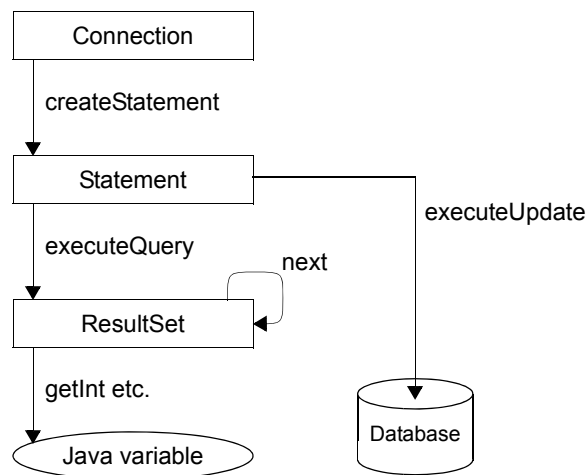 Connection
createStatement
Statement
executeUpdate
executeQuery
next
ResultSet
getInt etc.
Database
Java variable